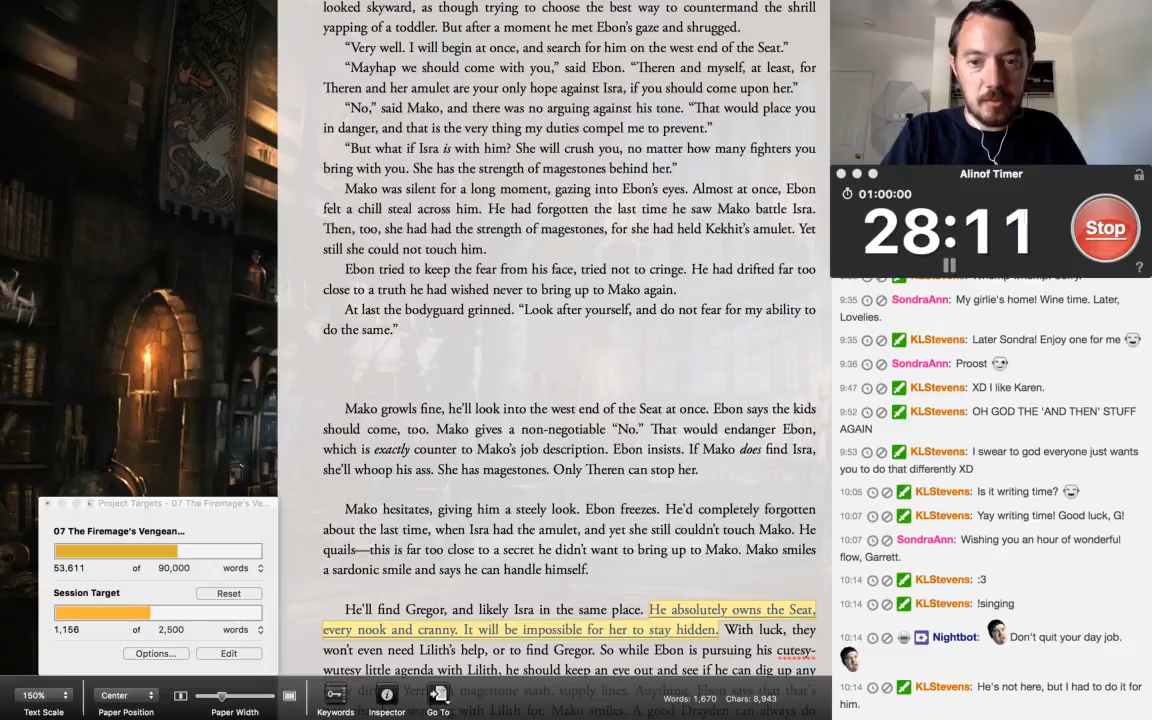 looked skyward, as though trying to choose the best way to countermand the shrill
yapping of a toddler. But after a moment he met Ebon's gaze and shrugged.
“Very well. I will begin at once, and search for him on the west end of the Seat.”
“Mayhap we should come with you,” said Ebon. “Theren and myself, at least, for
Theren and her amulet are your only hope against Isra, if you should come upon her.”
“No,” said Mako, and there was no arguing against his tone. “That would place you
in danger, and that is the very thing my duties compel me to prevent.”
“But what if Isra is with him? She will crush you, no matter how many fighters you
bring with you. She has the strength of magestones behind her.”
Mako was silent for a long moment, gazing into Ebon's eyes. Almost at once, Ebon
felt a chill steal across him. He had forgotten the last time he saw Mako battle Isra.
Then, too, she had had the strength of magestones, for she had held Kekhit's amulet. Yet
still she could not touch him.
Ebon tried to keep the fear from his face, tried not to cringe. He had drifted far too
close to a truth he had wished never to bring up to Mako again.
At last the bodyguard grinned. “Look after yourself, and do not fear for my ability to
do the same.”
Mako growls fine, he'll look into the west end of the Seat at once. Ebon says the kids
should come, too. Mako gives a non-negotiable “No.” That would endanger Ebon,
which is exactly counter to Mako's job description. Ebon insists. If Mako does find Isra,
she'll whoop his ass. She has magestones. Only Theren can stop her.
Mako hesitates, giving him a steely look. Ebon freezes. He'd completely forgotten
about the last time, when Isra had the amulet, and yet she still couldn't touch Mako. He
quails—this is far too close to a secret he didn't want to bring up to Mako. Mako smiles
a sardonic smile and says he can handle himself.
He'll find Gregor, and likely Isra in the same place. He absolutely owns the Seat,
every nook and cranny. It will be impossible for her to stay hidden. With luck, they
won't even need Lilith's help, or to find Gregor. So while Ebon is pursuing his cutesy-
wutesy little agenda with Lilith, he should keep an eye out and see if he can dig up any
Project Targets - 07 The Firemage's Ve...
07 The Firemage's Vengean...
53,611 of 90,000 words
Session Target
Reset
1,156 of 2,500 words
Options...
Edit
150%
Text Scale
Center
Paper Position
Paper Width
Keywords
Inspector
Go To
Words: 1,670 Chars: 8,943
Alinof Timer
01:00:00
28:11
Stop
?
9:35 SondraAnn: My girlie's home! Wine time. Later,
Lovelies.
9:35 KLStevens: Later Sondra! Enjoy one for me
9:36 SondraAnn: Proost
9:47 KLStevens: XD I like Karen.
9:52 KLStevens: OH GOD THE 'AND THEN' STUFF
AGAIN
9:53 KLStevens: I swear to god everyone just wants
you to do that differently XD
10:05 KLStevens: Is it writing time?
10:07 KLStevens: Yay writing time! Good luck, G!
10:07 SondraAnn: Wishing you an hour of wonderful
flow, Garrett.
10:14 KLStevens: :3
10:14 KLStevens: !singing
10:14 Nightbot: Don't quit your day job.
10:14 KLStevens: He's not here, but I had to do it for
him.